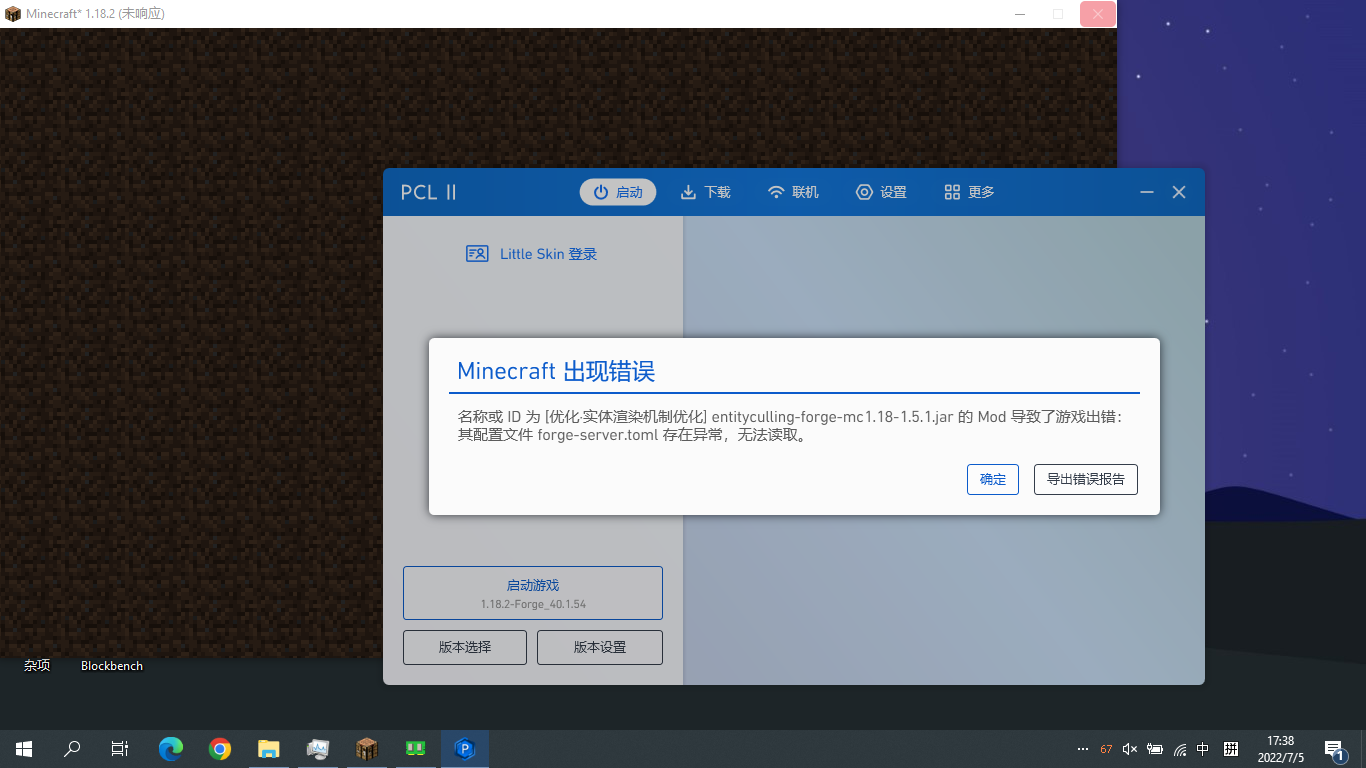 Minecraft* 1.18.2 (未响应)
PCL II
启动
下载
联机
设置
更多
Little Skin 登录
Minecraft 出现错误
名称或 ID 为 [优化·实体渲染机制优化] entityculling-forge-mc1.18-1.5.1.jar 的 Mod 导致了游戏出错：
其配置文件 forge-server.toml 存在异常，无法读取。
确定
导出错误报告
启动游戏
1.18.2-Forge_40.1.54
版本选择
版本设置
杂项
Blockbench
67
中
拼
17:38
2022/7/5
1